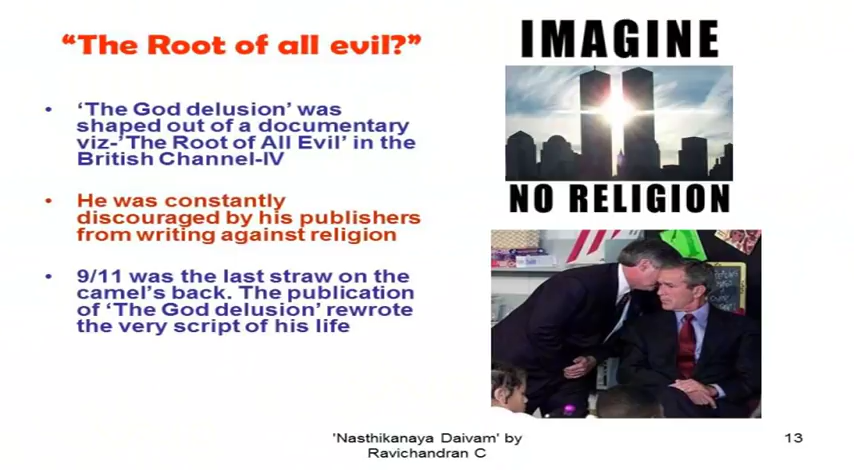 “The Root of all evil?”
• ‘The God delusion’ was
shaped out of a documentary
viz-’The Root of All Evil’ in the
British Channel-IV
• He was constantly
discouraged by his publishers
from writing against religion
• 9/11 was the last straw on the
camel’s back. The publication
of ‘The God delusion’ rewrote
the very script of his life
IMAGINE
NO RELIGION
'Nasthikanaya Daivam' by
Ravichandran C
13